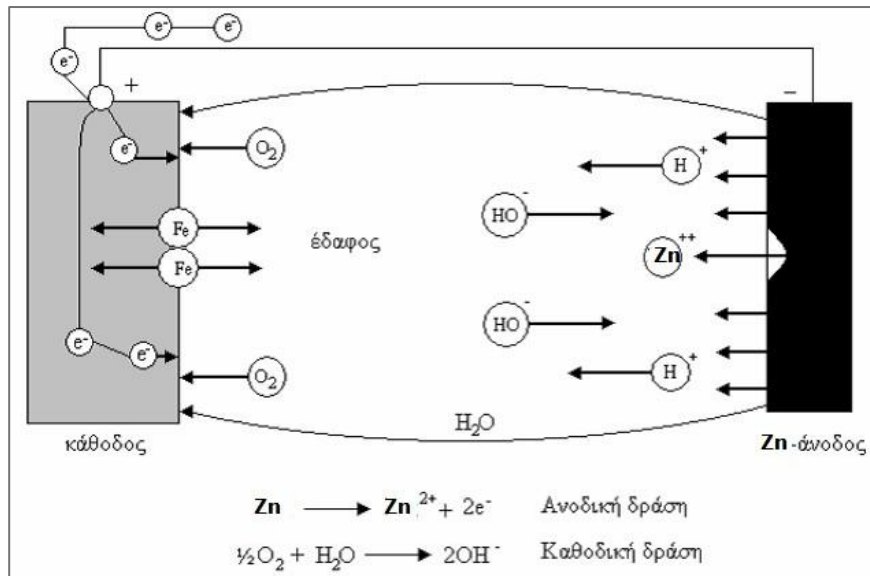 e⁻ e⁻
e⁻
+ −
e⁻ O₂ H⁺
HO⁻
Fe έδαφος Zn⁺⁺
Fe
HO⁻
e⁻ e⁻
O₂ H⁺
H₂O
κάθοδος Zn-άνοδος
Zn → Zn²⁺ + 2e⁻ Ανοδική δράση
½O₂ + H₂O → 2OH⁻ Καθοδική δράση